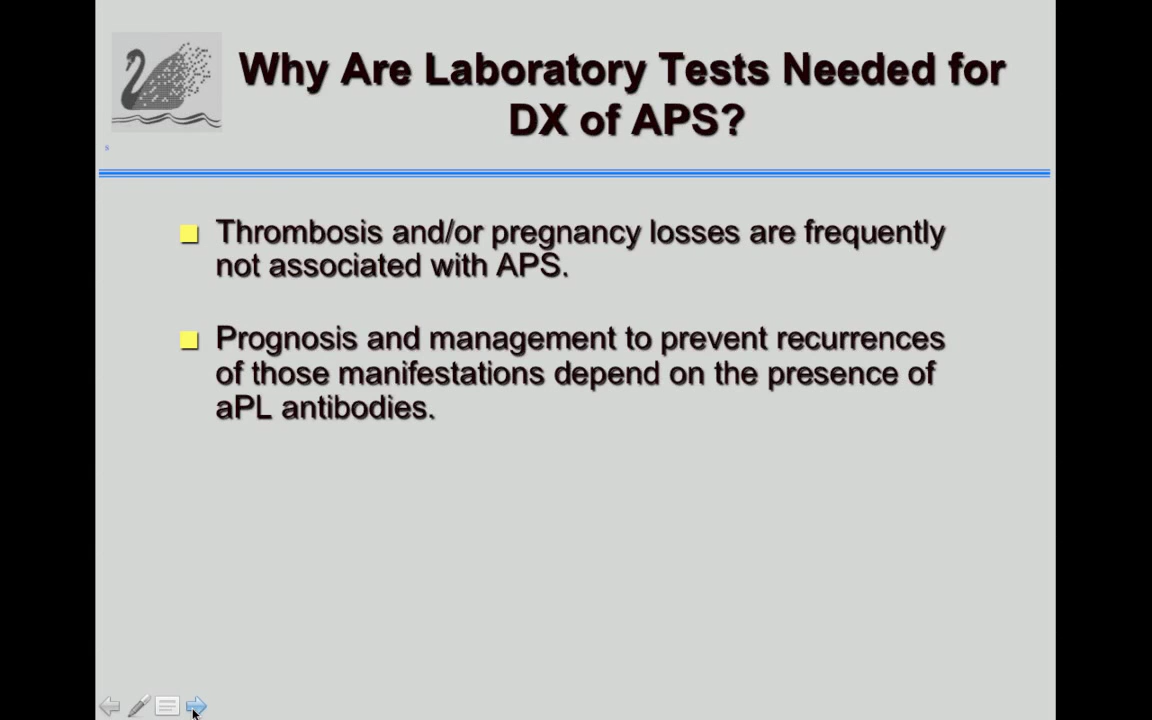 Why Are Laboratory Tests Needed for
DX of APS?
Thrombosis and/or pregnancy losses are frequently
not associated with APS.
Prognosis and management to prevent recurrences
of those manifestations depend on the presence of
aPL antibodies.